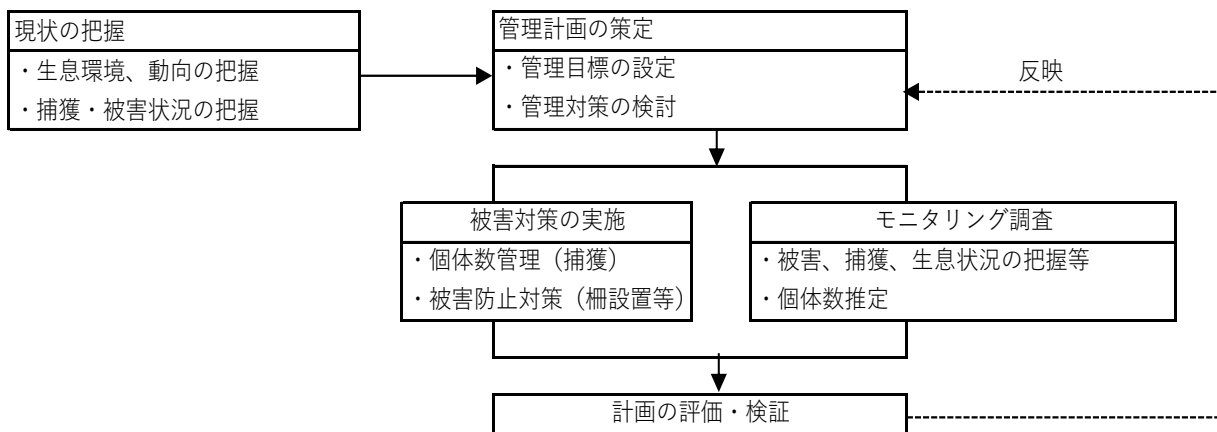 現状の把握
・生息環境、動向の把握
・捕獲・被害状況の把握
管理計画の策定
・管理目標の設定
・管理対策の検討
反映
被害対策の実施
・個体数管理（捕獲）
・被害防止対策（柵設置等）
モニタリング調査
・被害、捕獲、生息状況の把握等
・個体数推定
計画の評価・検証